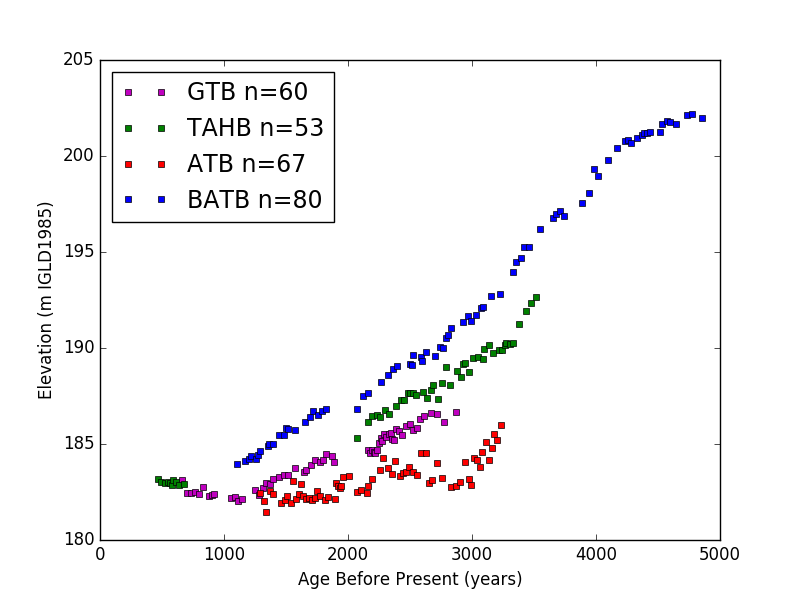 205
200
195
190
185
180
Elevation (m IGLD1985)
GTB n=60
TAHB n=53
ATB n=67
BATB n=80
0 1000 2000 3000 4000 5000
Age Before Present (years)